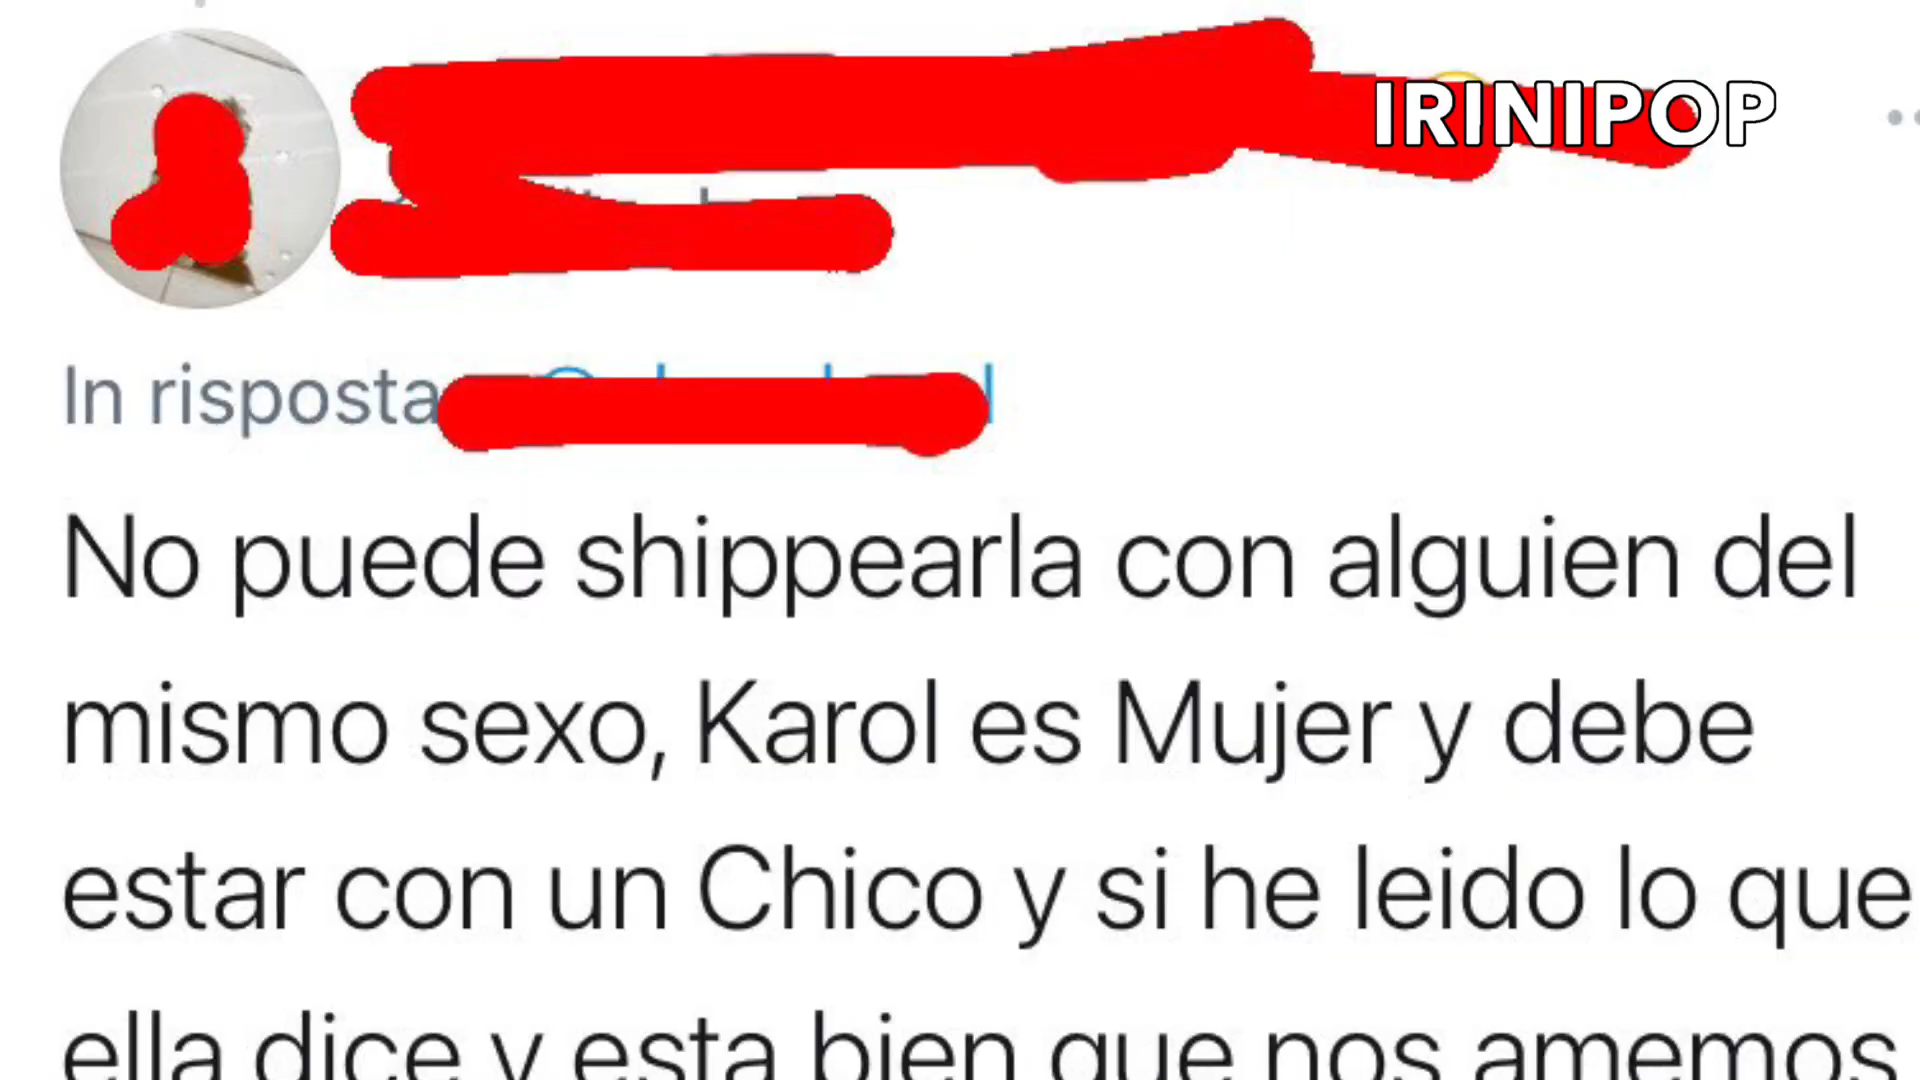 IRINIPOP
In risposta
No puede shippearla con alguien del
mismo sexo, Karol es Mujer y debe
estar con un Chico y si he leido lo que
ella dice y esta bien que nos amemos